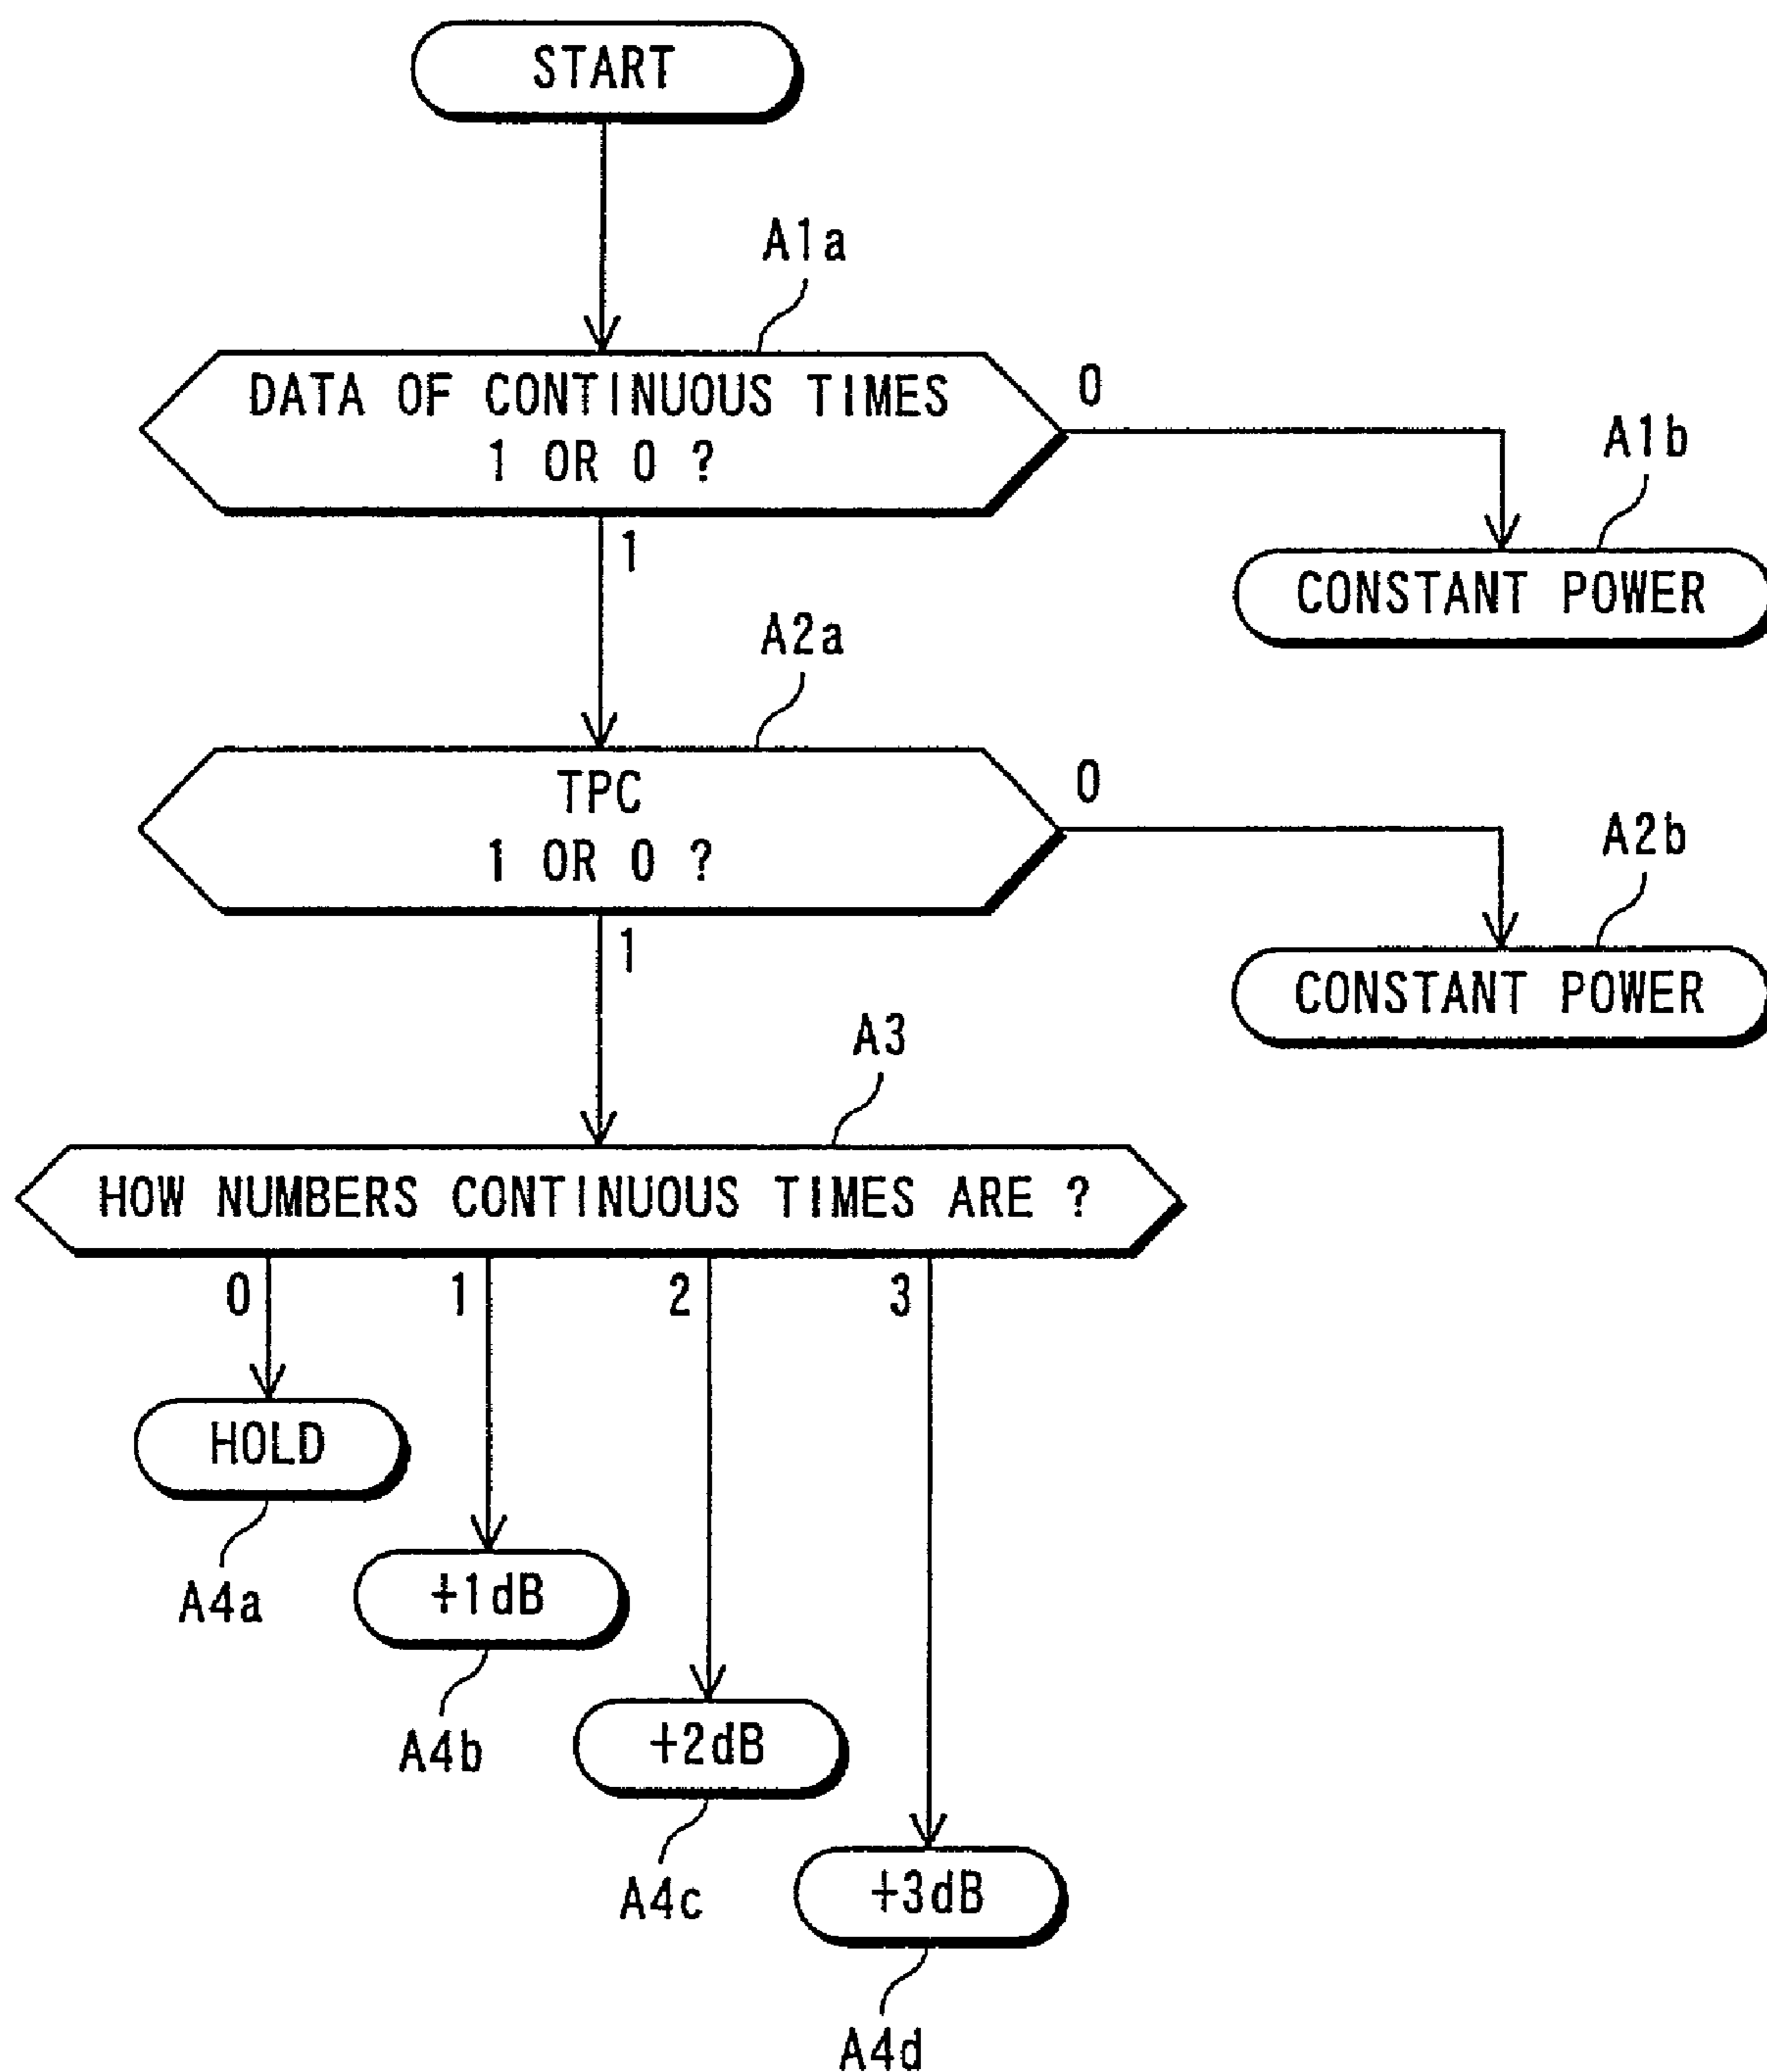 START
A1a
DATA OF CONTINUOUS TIMES
1 OR 0 ?
0
A1b
CONSTANT POWER
1
A2a
TPC
1 OR 0 ?
0
A2b
CONSTANT POWER
1
A3
HOW NUMBERS CONTINUOUS TIMES ARE ?
0
1
2
3
HOLD
A4a
+1dB
A4b
+2dB
A4c
+3dB
A4d